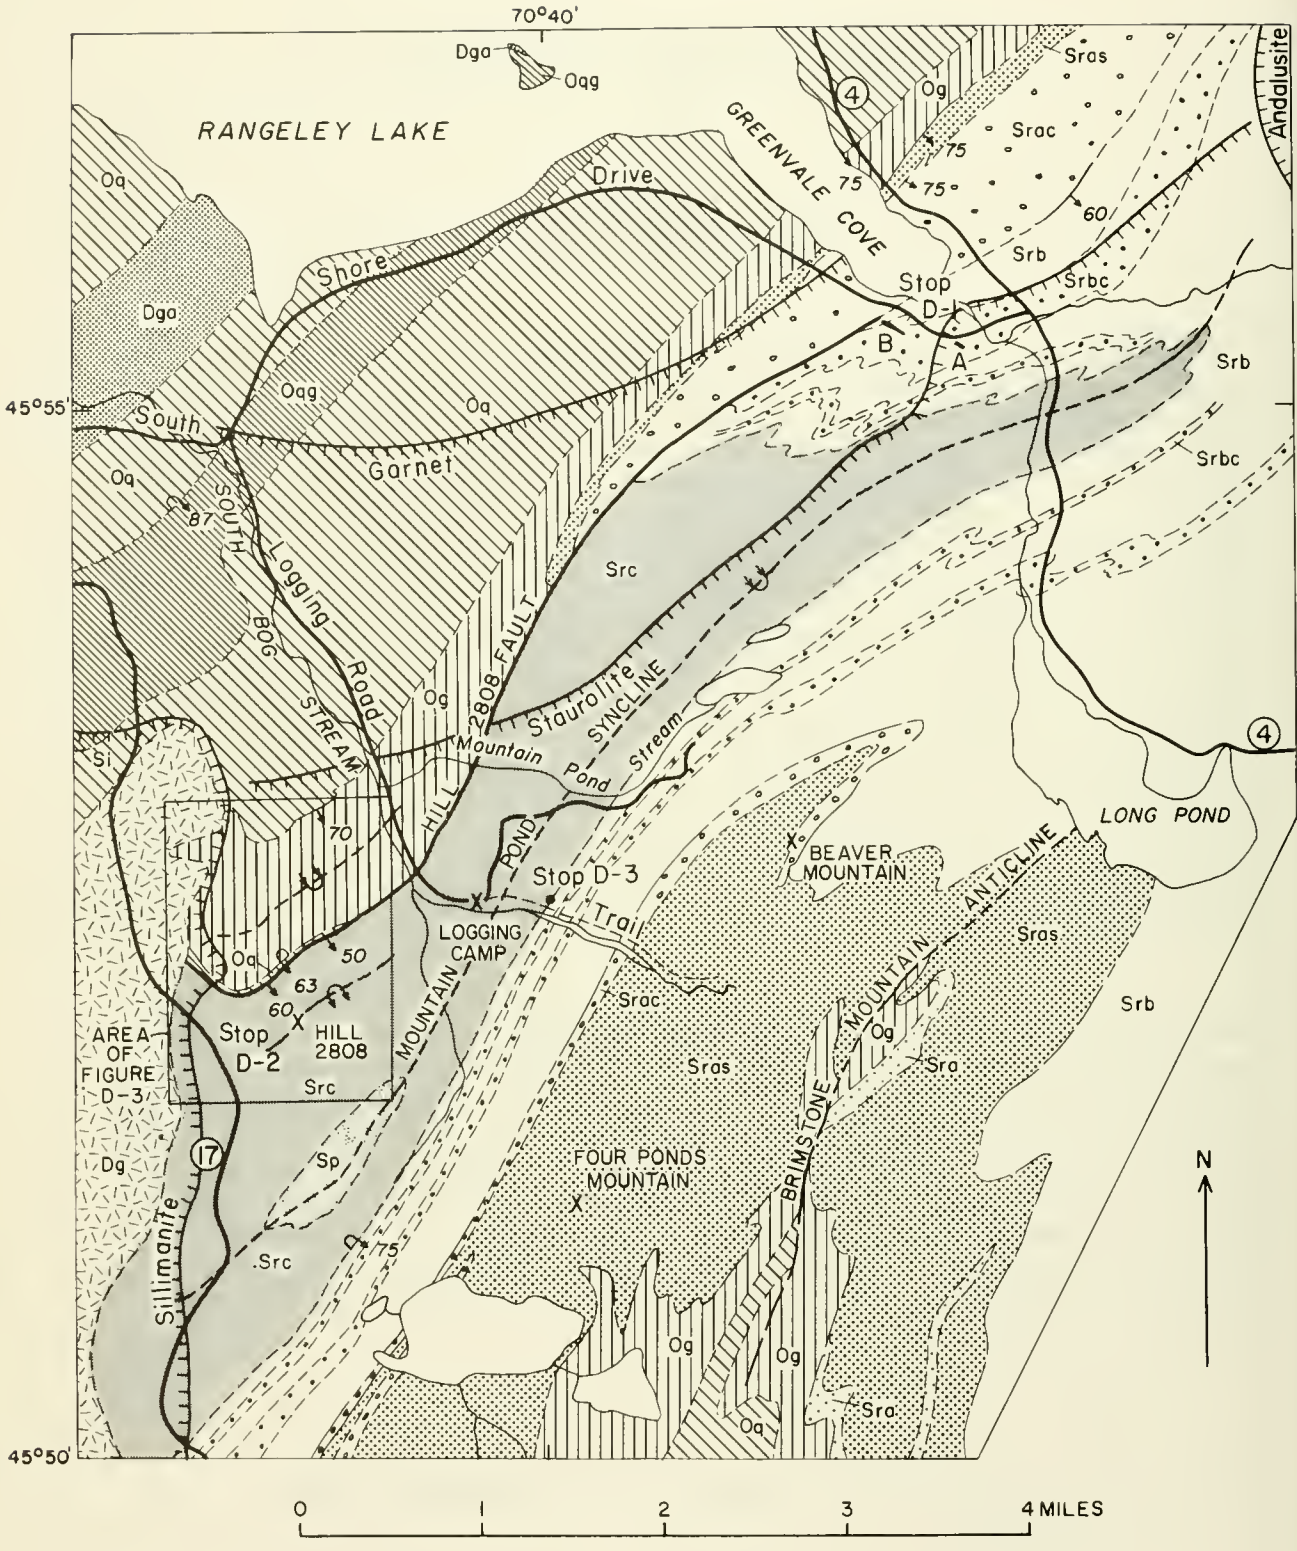 70°40'
Dga
Oqg
Sras
4
Og
Andalusite
RANGELEY LAKE
GREENVALE COVE
Srac
75
75
75
Oq
Drive
60
Shore
Srb
Stop
D-1
Srbc
Dga
B
A
Srb
Oqg
Oq
45°55'
South
Garnet
Srbc
Oq
87
SOUTH
BOG
STREAM
Logging
Road
Src
HILL 2808 FAULT
Og
Staurolite
SYNCLINE
Mountain
Pond
Stream
4
Si
LONG POND
70
POND
BEAVER
MOUNTAIN
Stop D-3
Trail
LOGGING
CAMP
ANTICLINE
Sras
Oq
50
63
60
MOUNTAIN
MOUNTAIN
Srac
Srb
AREA
OF
FIGURE
D-3
Stop
D-2
HILL
2808
Og
Src
Sras
Sra
BRIMSTONE
17
Dg
Sp
FOUR PONDS
MOUNTAIN
N
Sillimanite
Src
75
Og
Og
Sra
Oq
45°50'
0 1 2 3 4 MILES